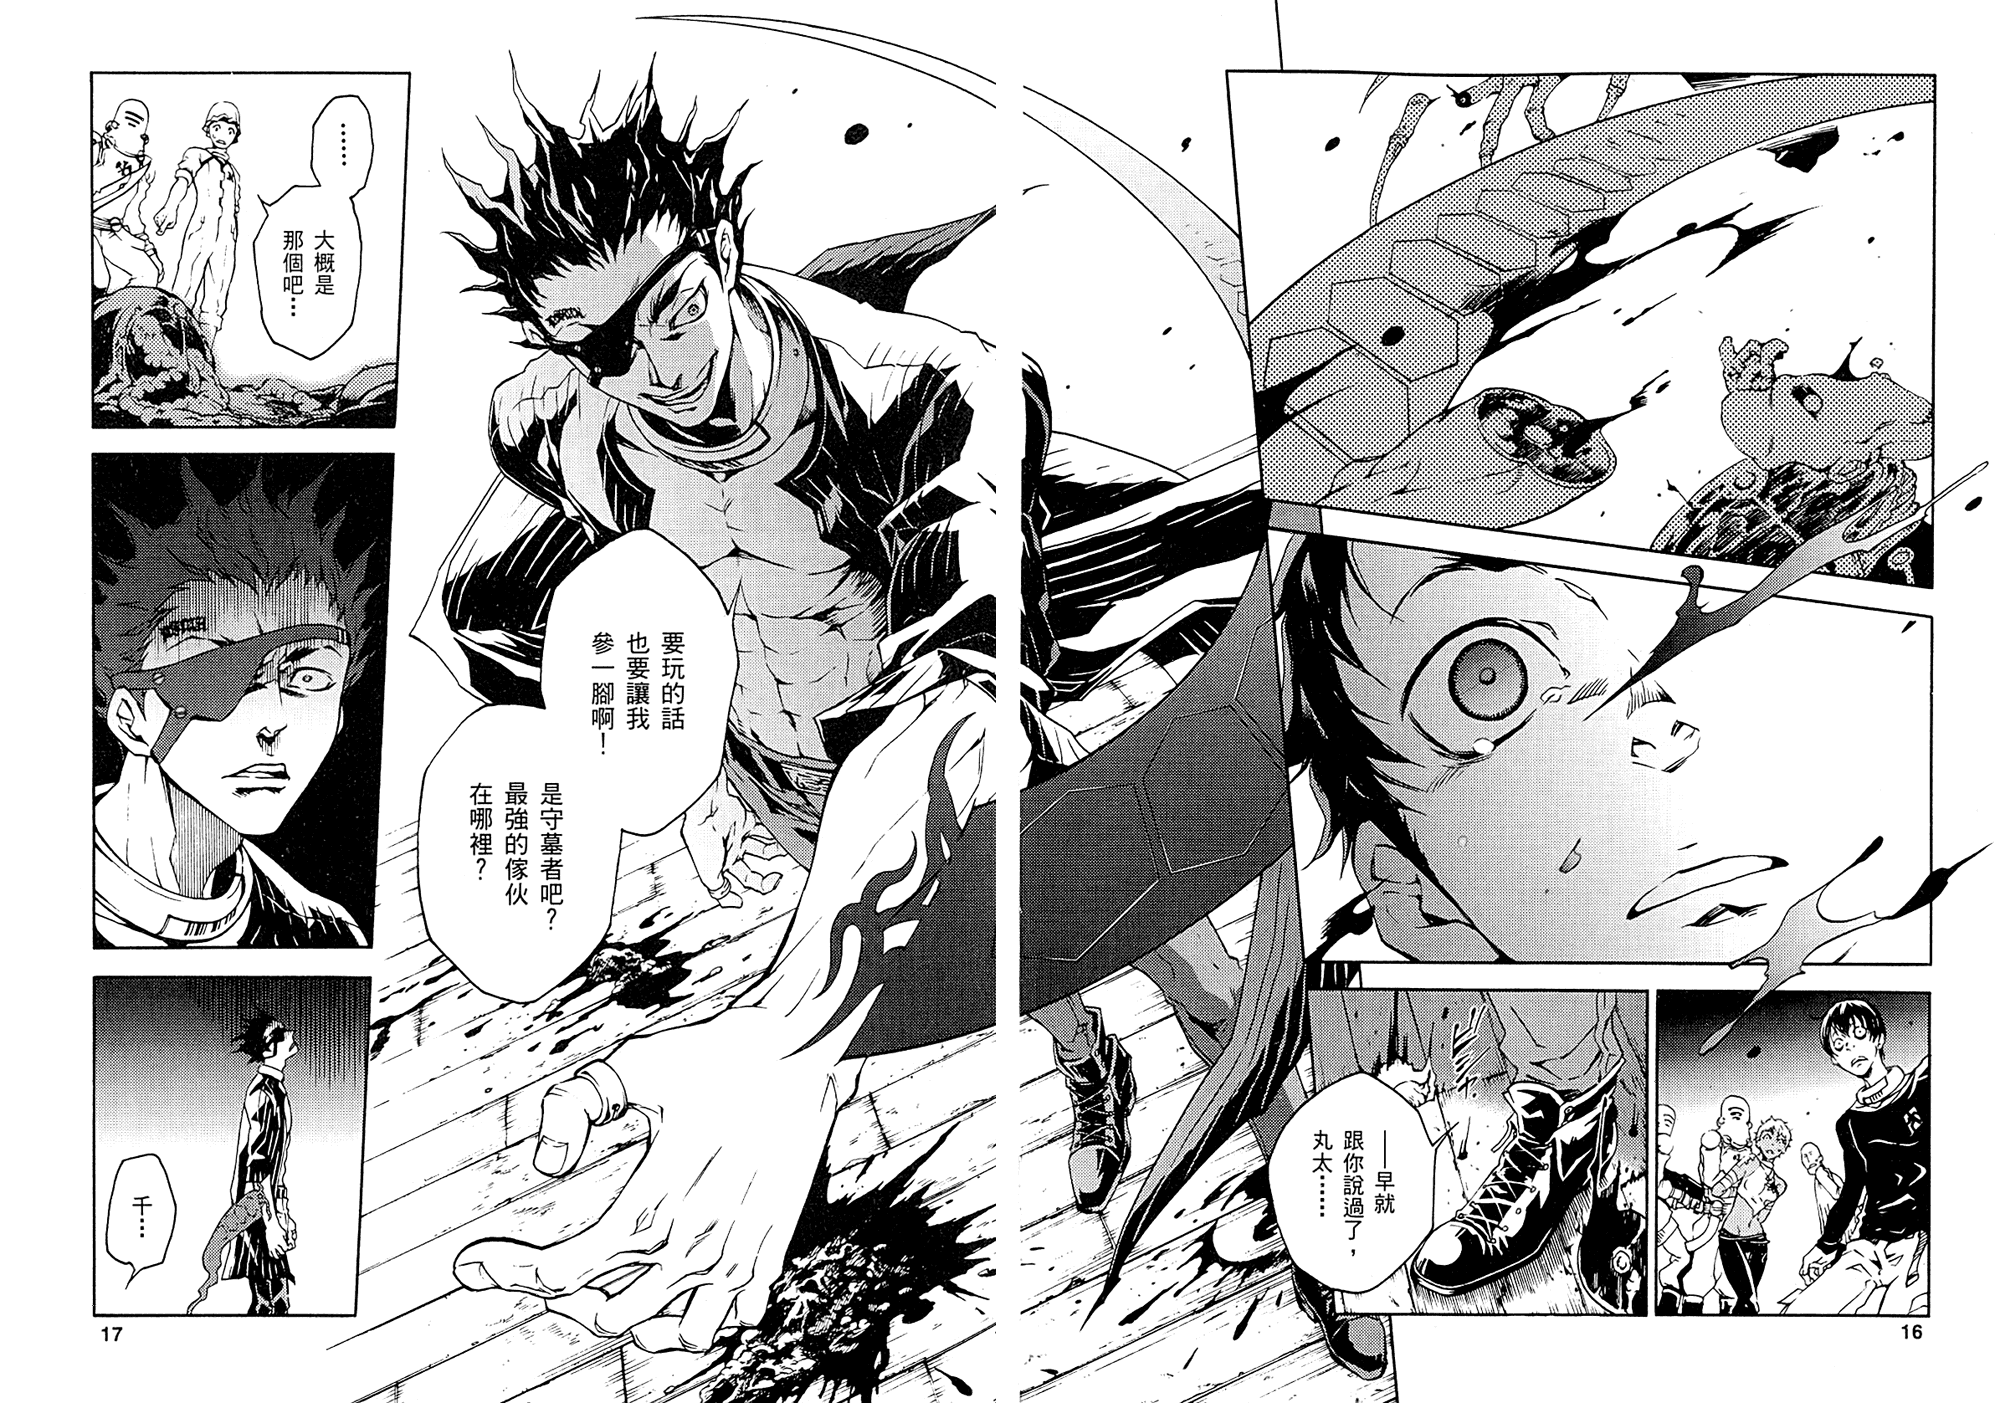 ——早就
跟你說過了，
丸太……
要玩的話
也要讓我
參一腳啊！
是守墓者吧？
最強的傢伙
在哪裡？
……
大概是
那個吧…
千…
16
17